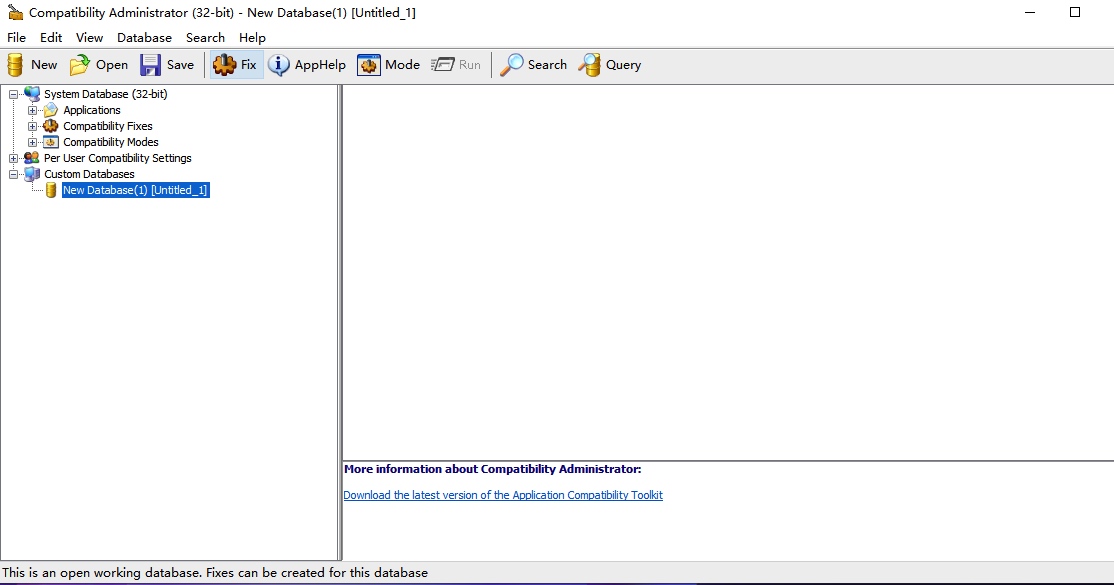 Compatibility Administrator (32-bit) - New Database(1) [Untitled_1]
File Edit View Database Search Help
New Open Save Fix AppHelp Mode Run Search Query
System Database (32-bit)
Applications
Compatibility Fixes
Compatibility Modes
Per User Compatibility Settings
Custom Databases
New Database(1) [Untitled_1]
More information about Compatibility Administrator:
Download the latest version of the Application Compatibility Toolkit
This is an open working database. Fixes can be created for this database